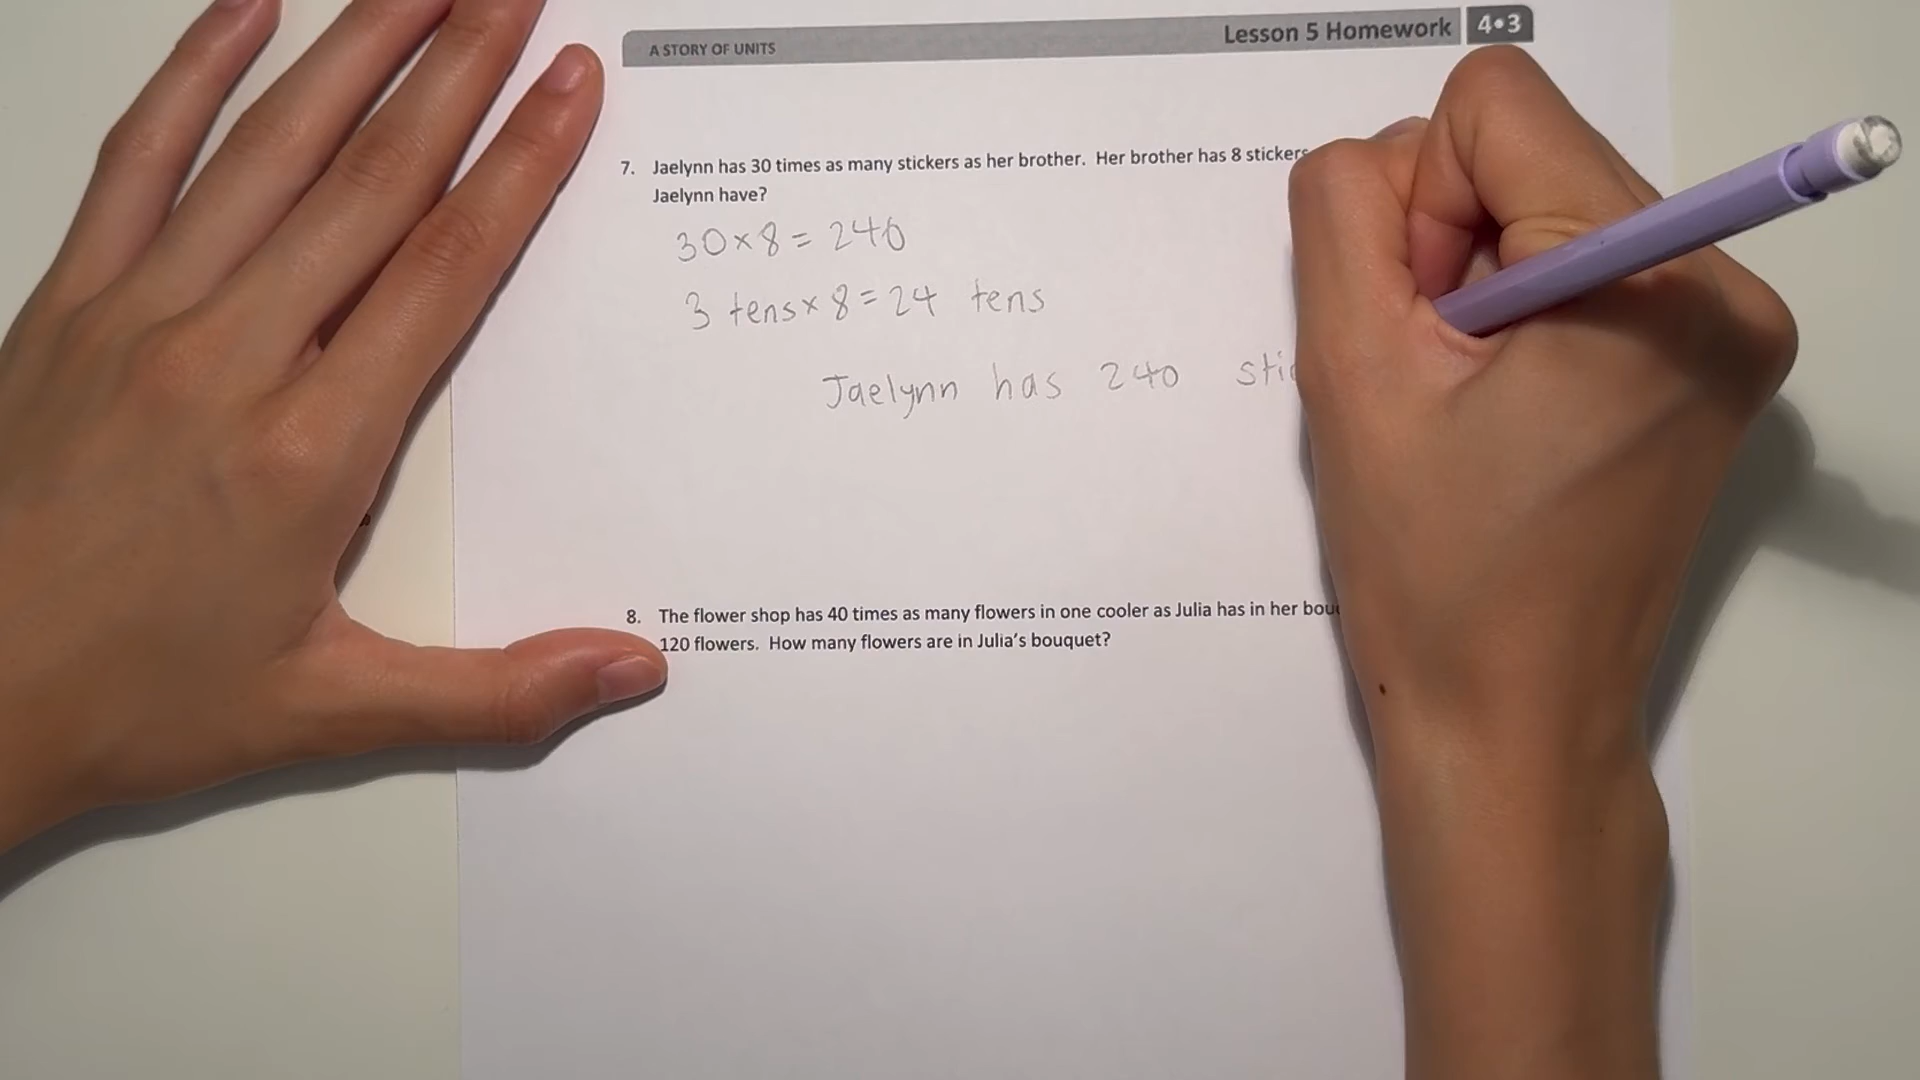 A STORY OF UNITS
Lesson 5 Homework 4•3
7. Jaelynn has 30 times as many stickers as her brother. Her brother has 8 stickers
Jaelynn have?
30 × 8 = 240
3 tens × 8 = 24 tens
Jaelynn has 240
8. The flower shop has 40 times as many flowers in one cooler as Julia has in her
120 flowers. How many flowers are in Julia's bouquet?